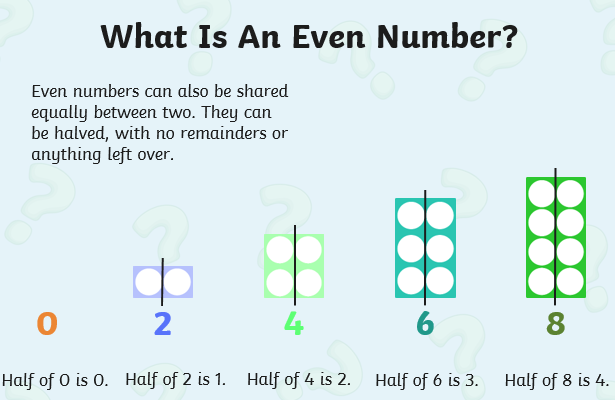 What Is An Even Number?
Even numbers can also be shared
equally between two. They can
be halved, with no remainders or
anything left over.
0 2 4 6 8
Half of 0 is 0. Half of 2 is 1. Half of 4 is 2. Half of 6 is 3. Half of 8 is 4.